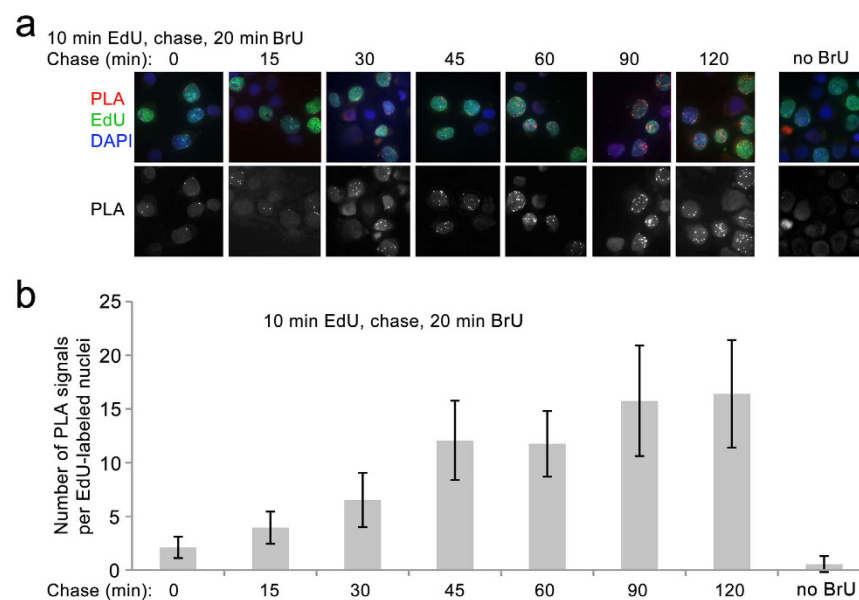 a
10 min EdU, chase, 20 min BrU
Chase (min): 0 15 30 45 60 90 120 no BrU
PLA
EdU
DAPI
PLA
b
10 min EdU, chase, 20 min BrU
Number of PLA signals
per EdU-labeled nuclei
25
20
15
10
5
0
Chase (min): 0 15 30 45 60 90 120 no BrU